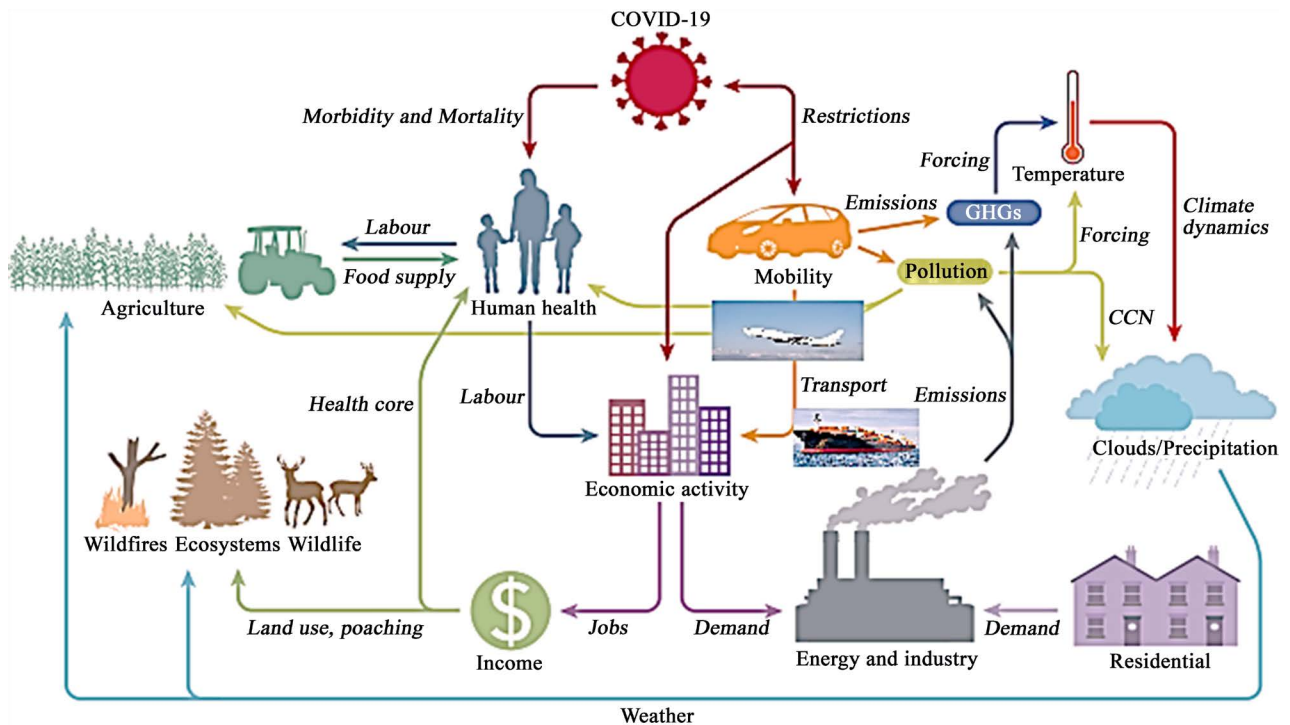 COVID-19
Morbidity and Mortality
Restrictions
Forcing
Temperature
Emissions
GHGs
Climate
dynamics
Labour
Food supply
Forcing
Pollution
Mobility
Agriculture
Human health
CCN
Health core
Labour
Transport
Emissions
Clouds/Precipitation
Economic activity
Wildfires
Ecosystems
Wildlife
Land use, poaching
Jobs
Demand
Demand
$
Income
Energy and industry
Residential
Weather